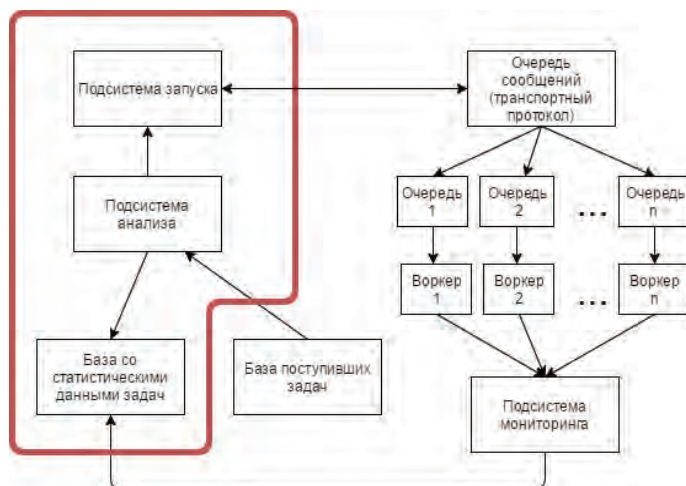 Подсистема запуска
Очередь
сообщений
(транспортный
протокол)
Подсистема
анализа
Очередь
1
Очередь
2
...
Очередь
n
Воркер
1
Воркер
2
...
Воркер
n
База со
статистическими
данными задач
База поступивших
задач
Подсистема
мониторинга